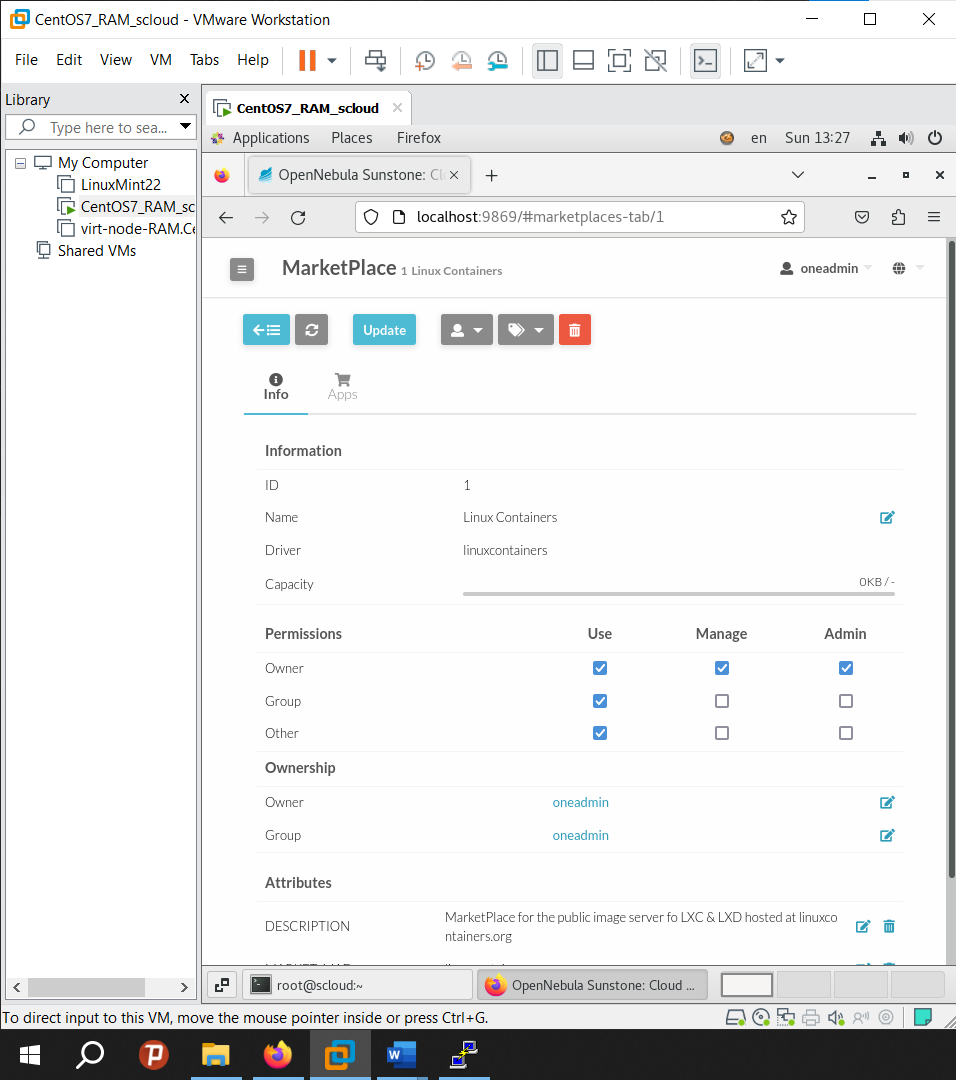 CentOS7_RAM_scloud - VMware Workstation
File Edit View VM Tabs Help
Library
Type here to sea...
My Computer
LinuxMint22
CentOS7_RAM_sc
virt-node-RAM.Ce
Shared VMs
CentOS7_RAM_scloud
Applications Places Firefox en Sun 13:27
OpenNebula Sunstone: Cl
localhost:9869/#marketplaces-tab/1
MarketPlace 1 Linux Containers oneadmin
Update
Info Apps
Information
ID 1
Name Linux Containers
Driver linuxcontainers
Capacity 0KB / -
Permissions Use Manage Admin
Owner
Group
Other
Ownership
Owner oneadmin
Group oneadmin
Attributes
DESCRIPTION MarketPlace for the public image server fo LXC & LXD hosted at linuxco
ntainers.org
root@scloud:~ OpenNebula Sunstone: Cloud ...
To direct input to this VM, move the mouse pointer inside or press Ctrl+G.